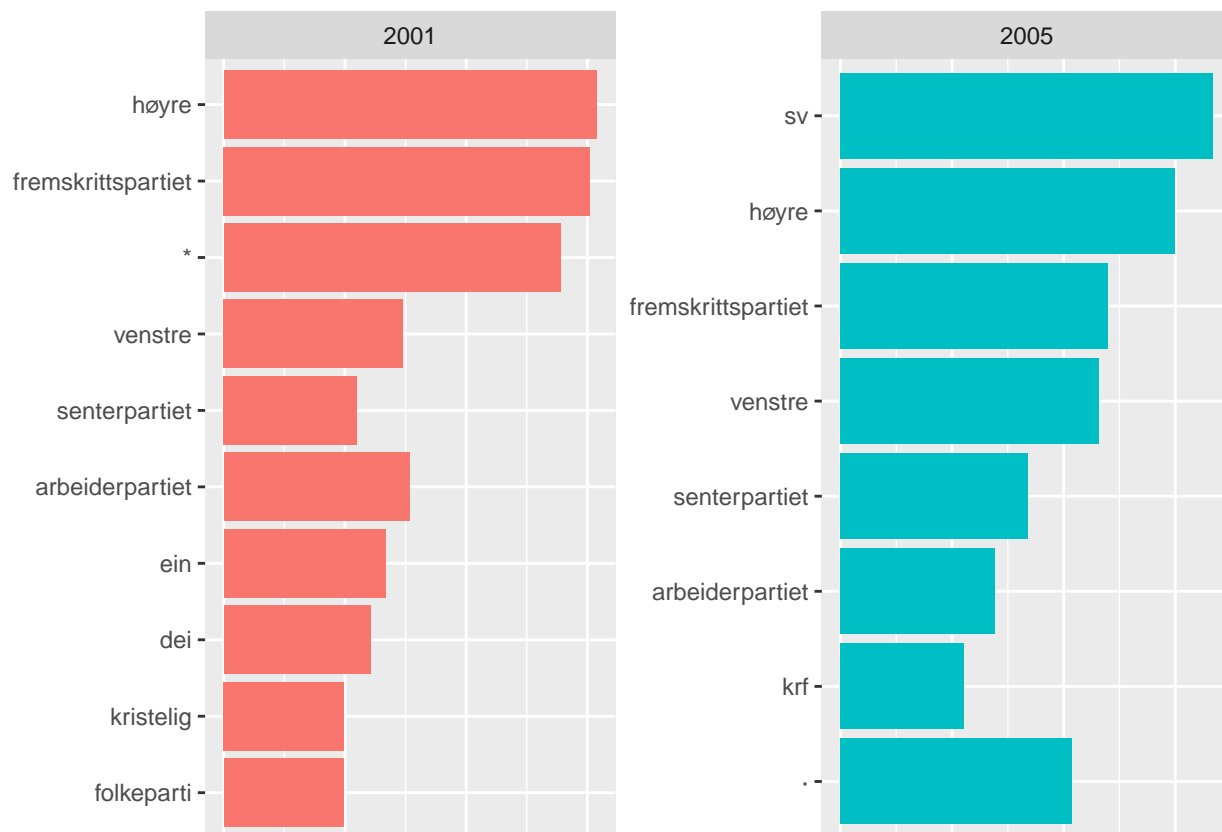 2001
høyre
fremskrittspartiet
*
venstre
senterpartiet
arbeiderpartiet
ein
dei
kristelig
folkeparti
2005
sv
høyre
fremskrittspartiet
venstre
senterpartiet
arbeiderpartiet
krf
.